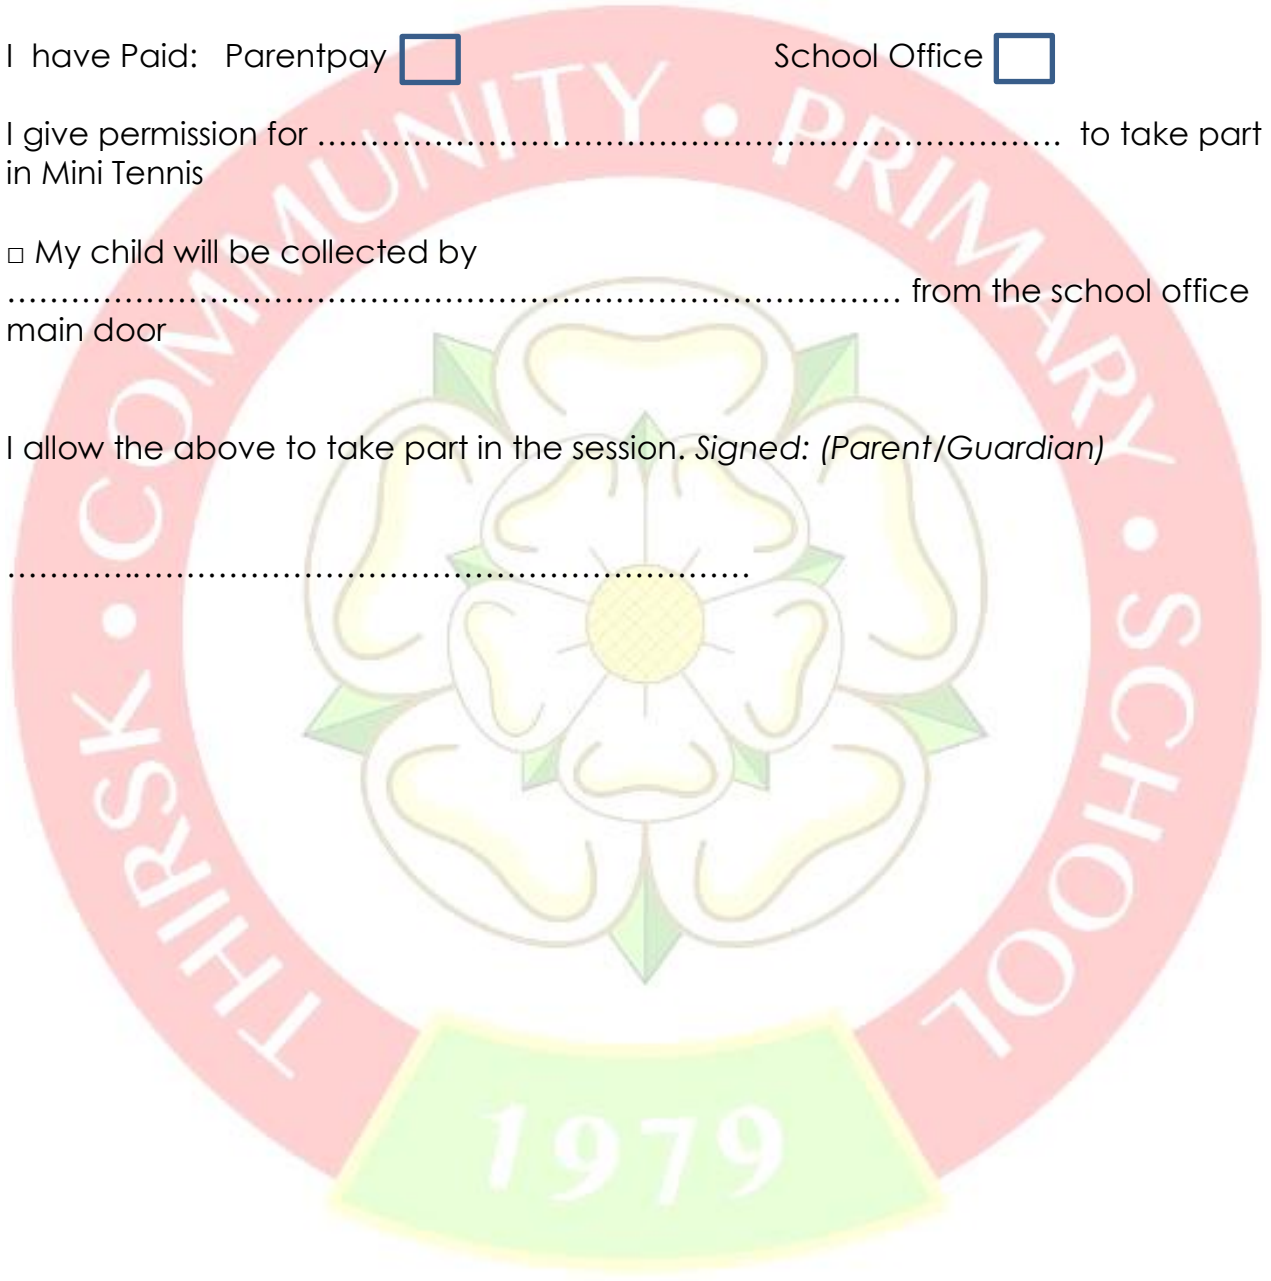 I  have Paid:   Parentpay                                    School Office
I give permission for ………………………………………………………………  to take part
in Mini Tennis
□ My child will be collected by
…………………………………………………………………………… from the school office
main door
I allow the above to take part in the session. Signed: (Parent/Guardian)
………………………………………………………………
THIRSK • COMMUNITY • PRIMARY • SCHOOL
1979